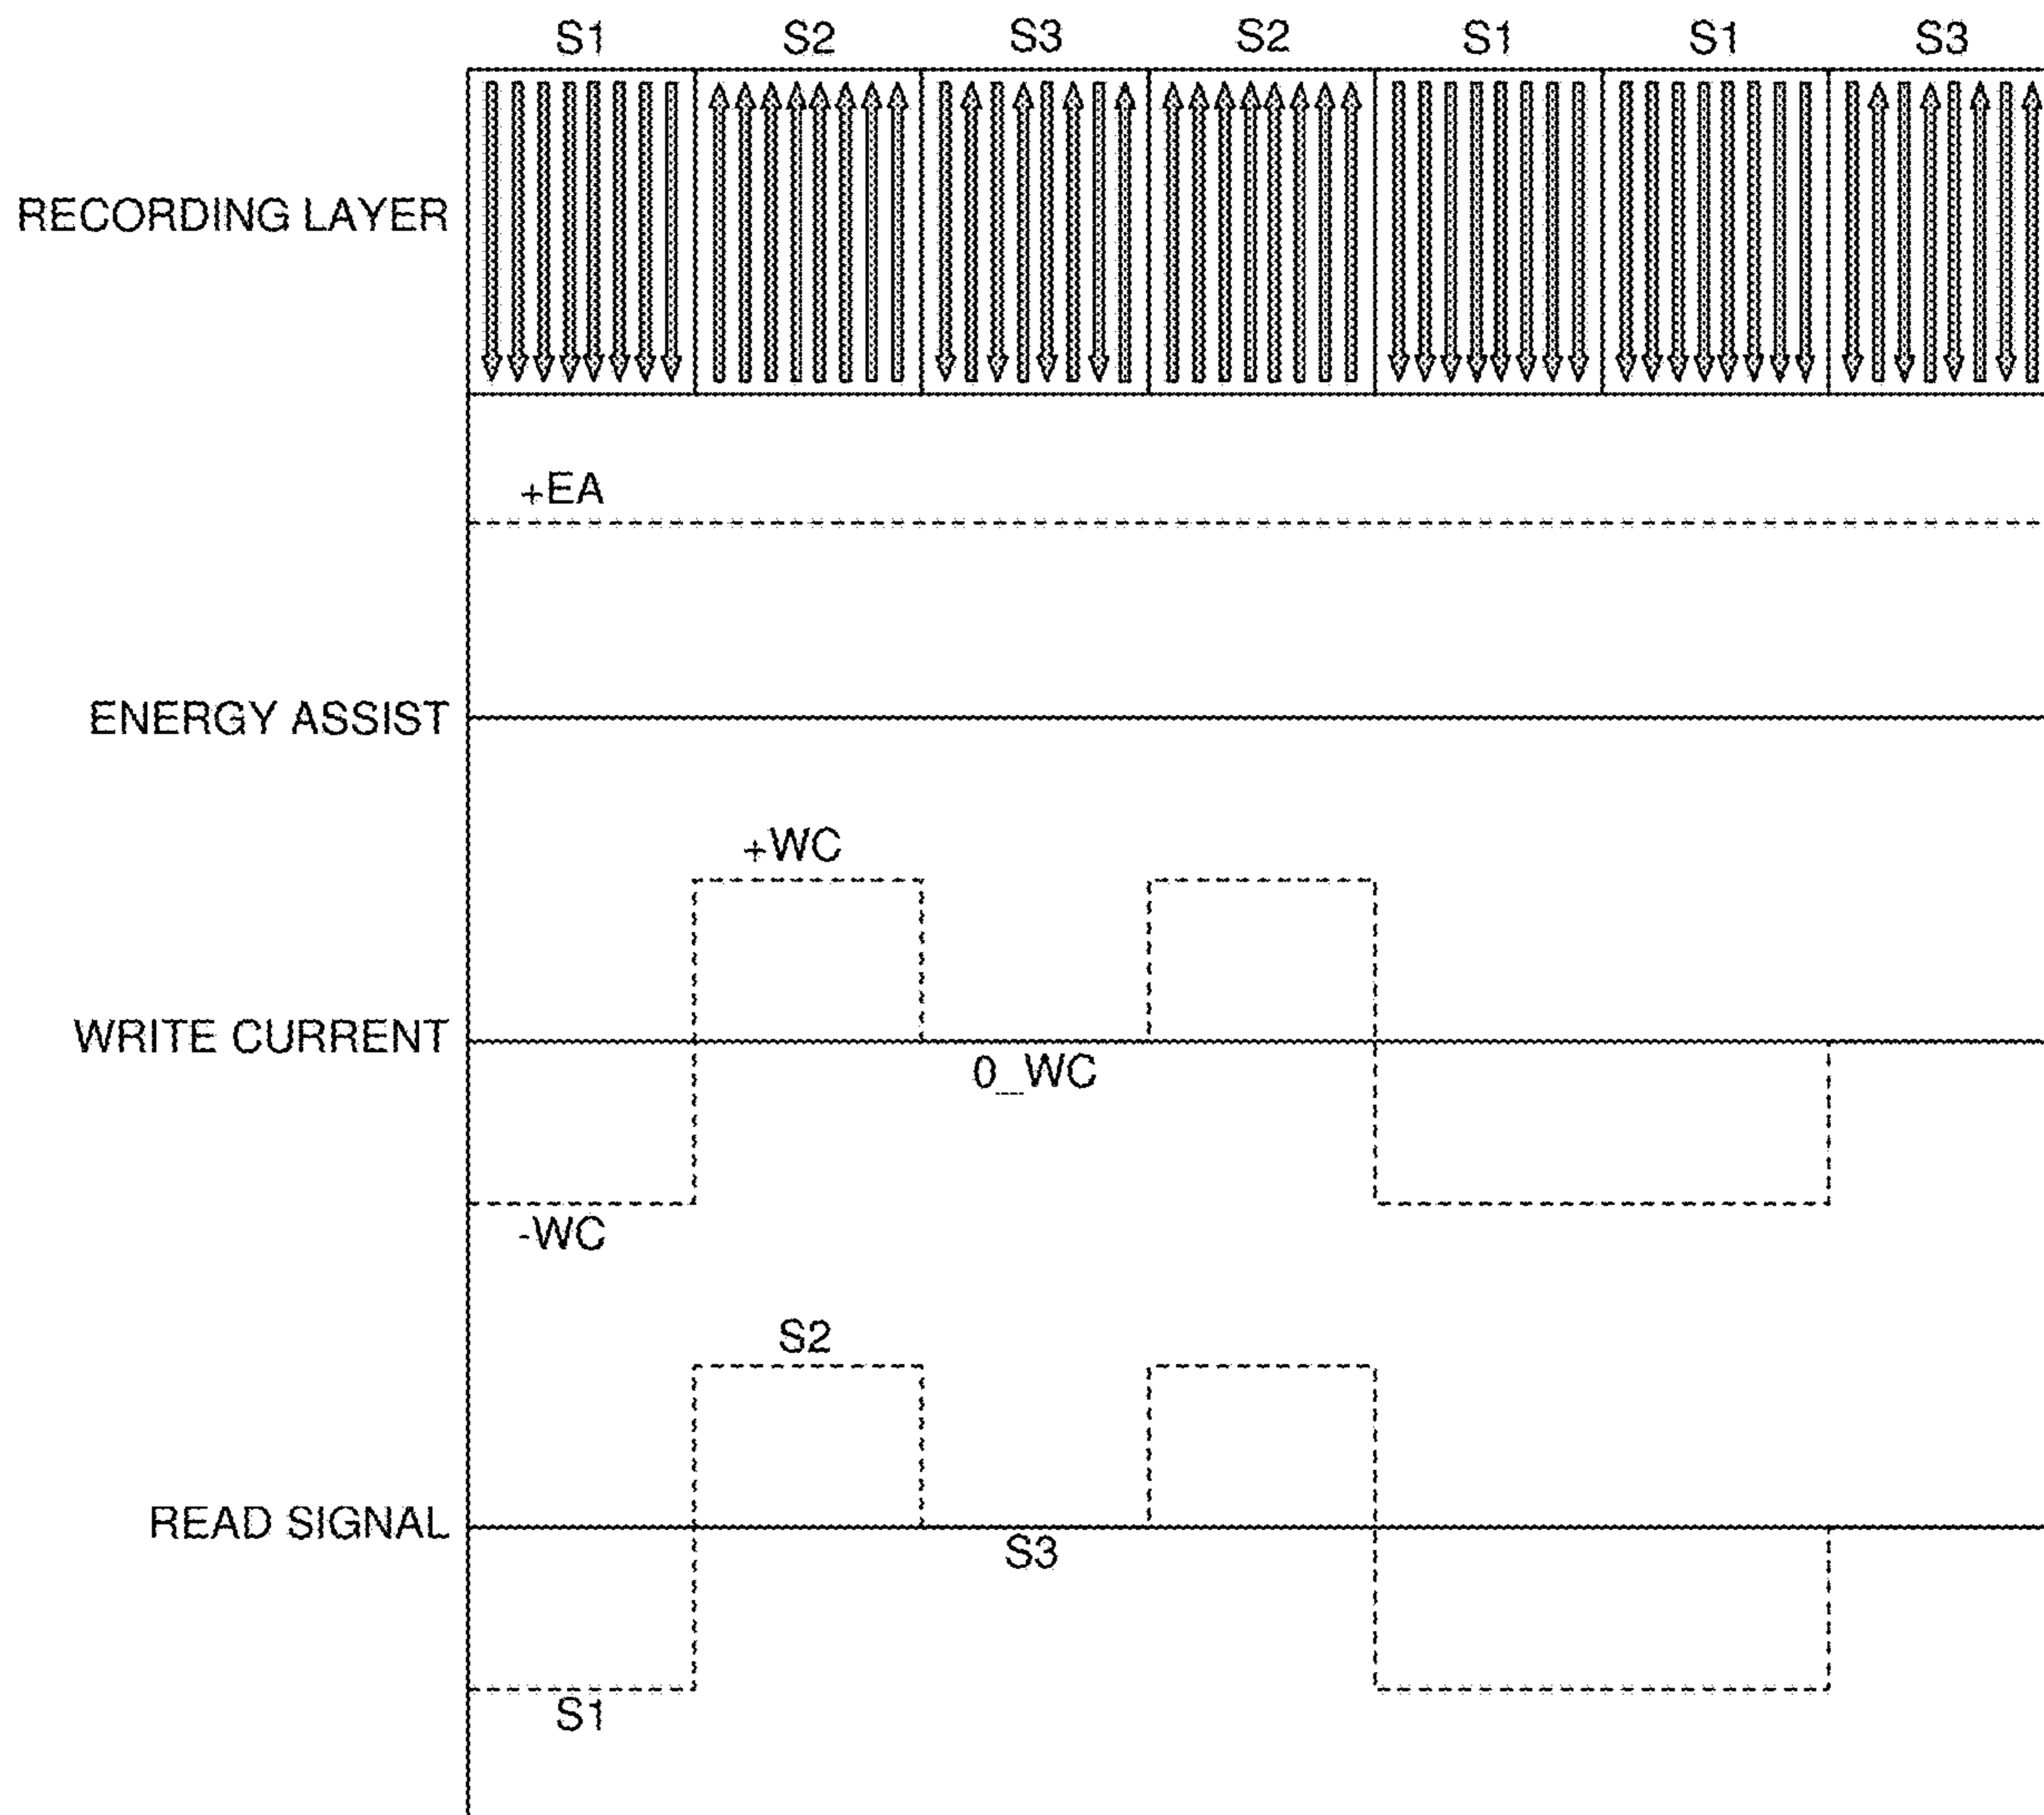 S1 S2 S3 S2 S1 S1 S3
RECORDING LAYER
+EA
ENERGY ASSIST
+WC
WRITE CURRENT
0_WC
-WC
S2
READ SIGNAL
S3
S1